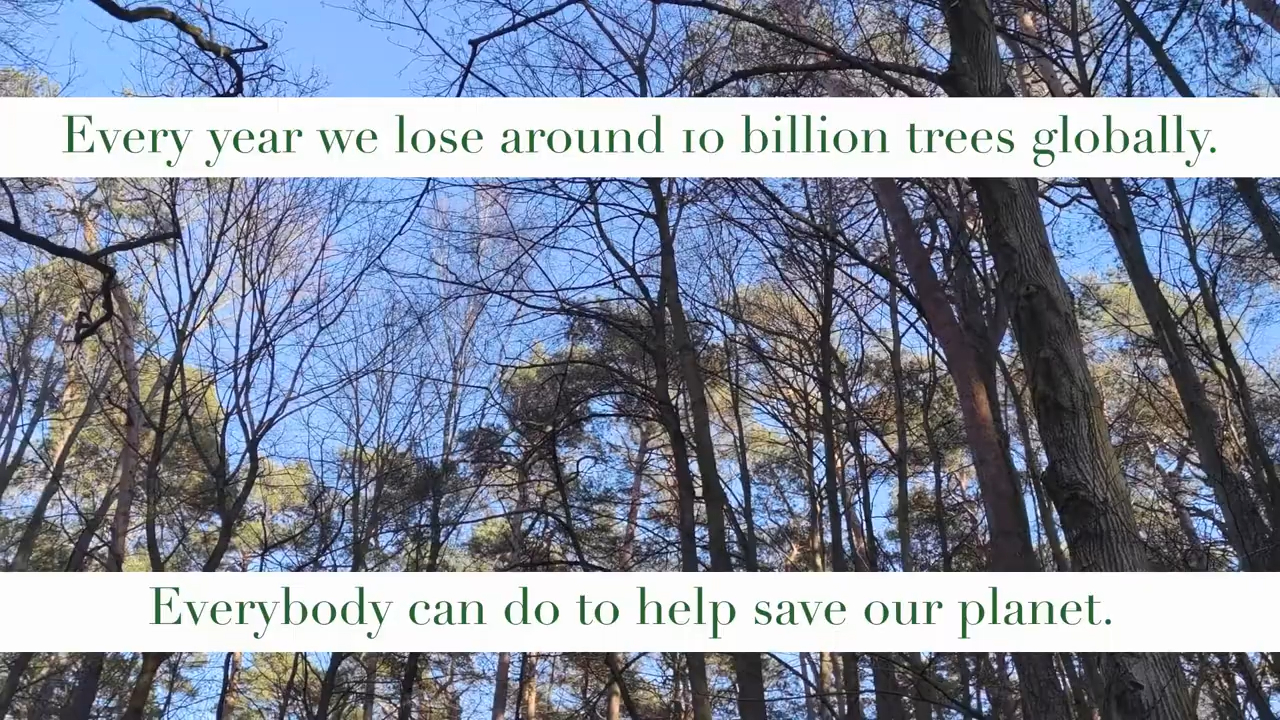 Every year we lose around 10 billion trees globally.
Everybody can do to help save our planet.